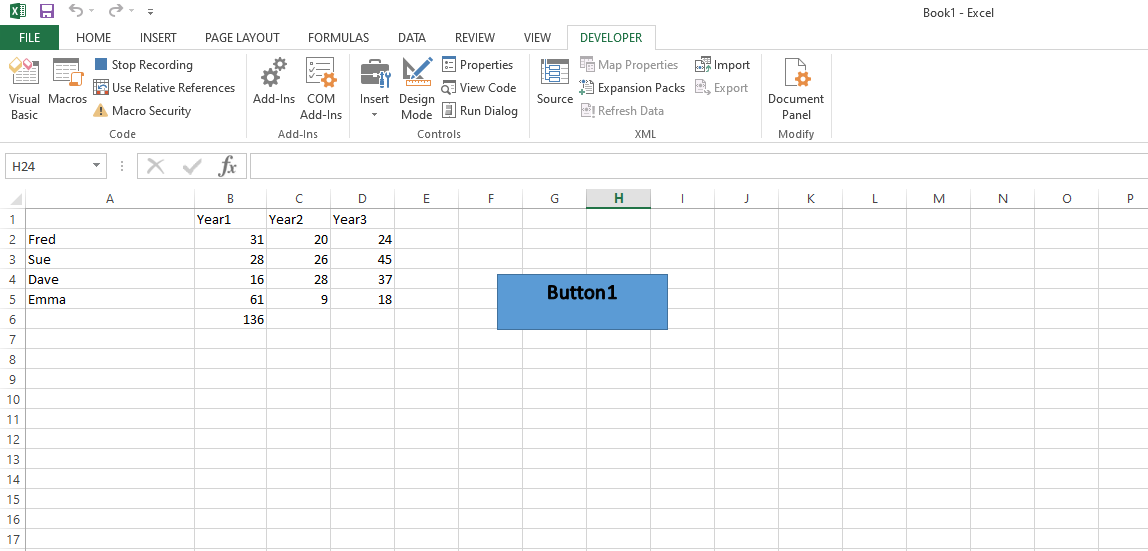 Book1 - Excel
FILE HOME INSERT PAGE LAYOUT FORMULAS DATA REVIEW VIEW DEVELOPER
Visual Basic
Macros
Stop Recording
Use Relative References
Macro Security
Code
Add-Ins
COM Add-Ins
Add-Ins
Insert
Design Mode
Properties
View Code
Run Dialog
Controls
Source
Map Properties
Expansion Packs
Refresh Data
Import
Export
XML
Document Panel
Modify
H24 fx
A B C D E F G H I J K L M N O P
1 Year1 Year2 Year3
2 Fred 31 20 24
3 Sue 28 26 45
4 Dave 16 28 37
5 Emma 61 9 18
6 136
7
8
9
10
11
12
13
14
15
16
17
Button1